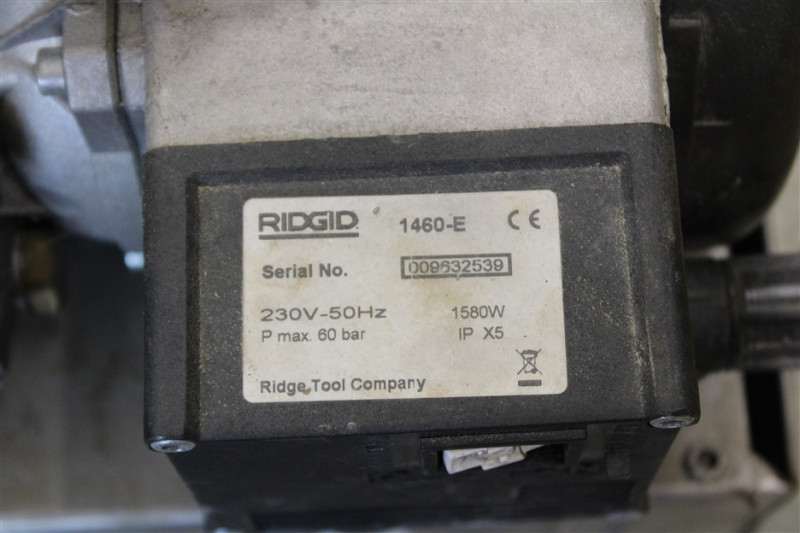 RIDGID 1460-E CE
Serial No. 009632539
230V-50Hz 1580W
P max. 60 bar IP X5
Ridge Tool Company